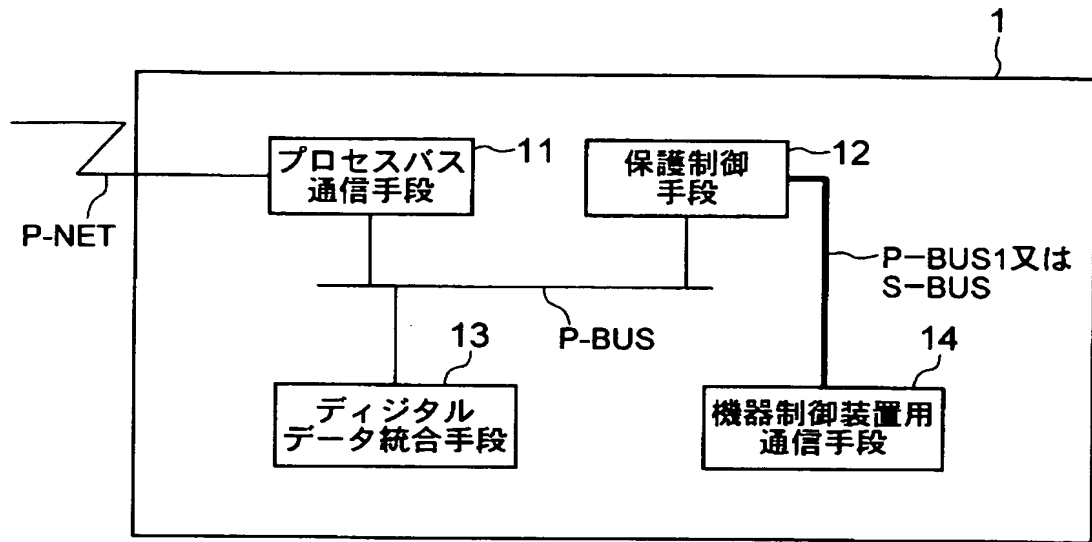 1
プロセスバス
通信手段
11
保護制御
手段
12
P-NET
P-BUS1又は
S-BUS
P-BUS
13
ディジタル
データ統合手段
14
機器制御装置用
通信手段